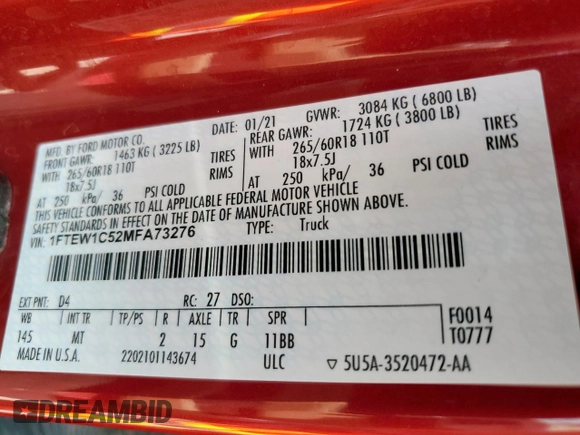 MFD. BY FORD MOTOR CO.
DATE: 01/21 GVWR: 3084 KG (6800 LB)
FRONT GAWR: 1463 KG (3225 LB) REAR GAWR: 1724 KG (3800 LB)
WITH 265/60R18 110T TIRES WITH 265/60R18 110T TIRES
18x7.5J RIMS 18x7.5J RIMS
AT 250 kPa/ 36 PSI COLD AT 250 kPa/ 36 PSI COLD
THIS VEHICLE CONFORMS TO ALL APPLICABLE FEDERAL MOTOR VEHICLE
SAFETY STANDARDS IN EFFECT ON THE DATE OF MANUFACTURE SHOWN ABOVE.
VIN: 1FTEW1C52MFA73276 TYPE: Truck
EXT PNT: D4 RC: 27 DSO:
WB INT TR TP/PS R AXLE TR SPR F0014
145 MT 2 15 G 11BB T0777
MADE IN U.S.A. 2202101143674 ULC ▽ 5U5A-3520472-AA
DREAMBID